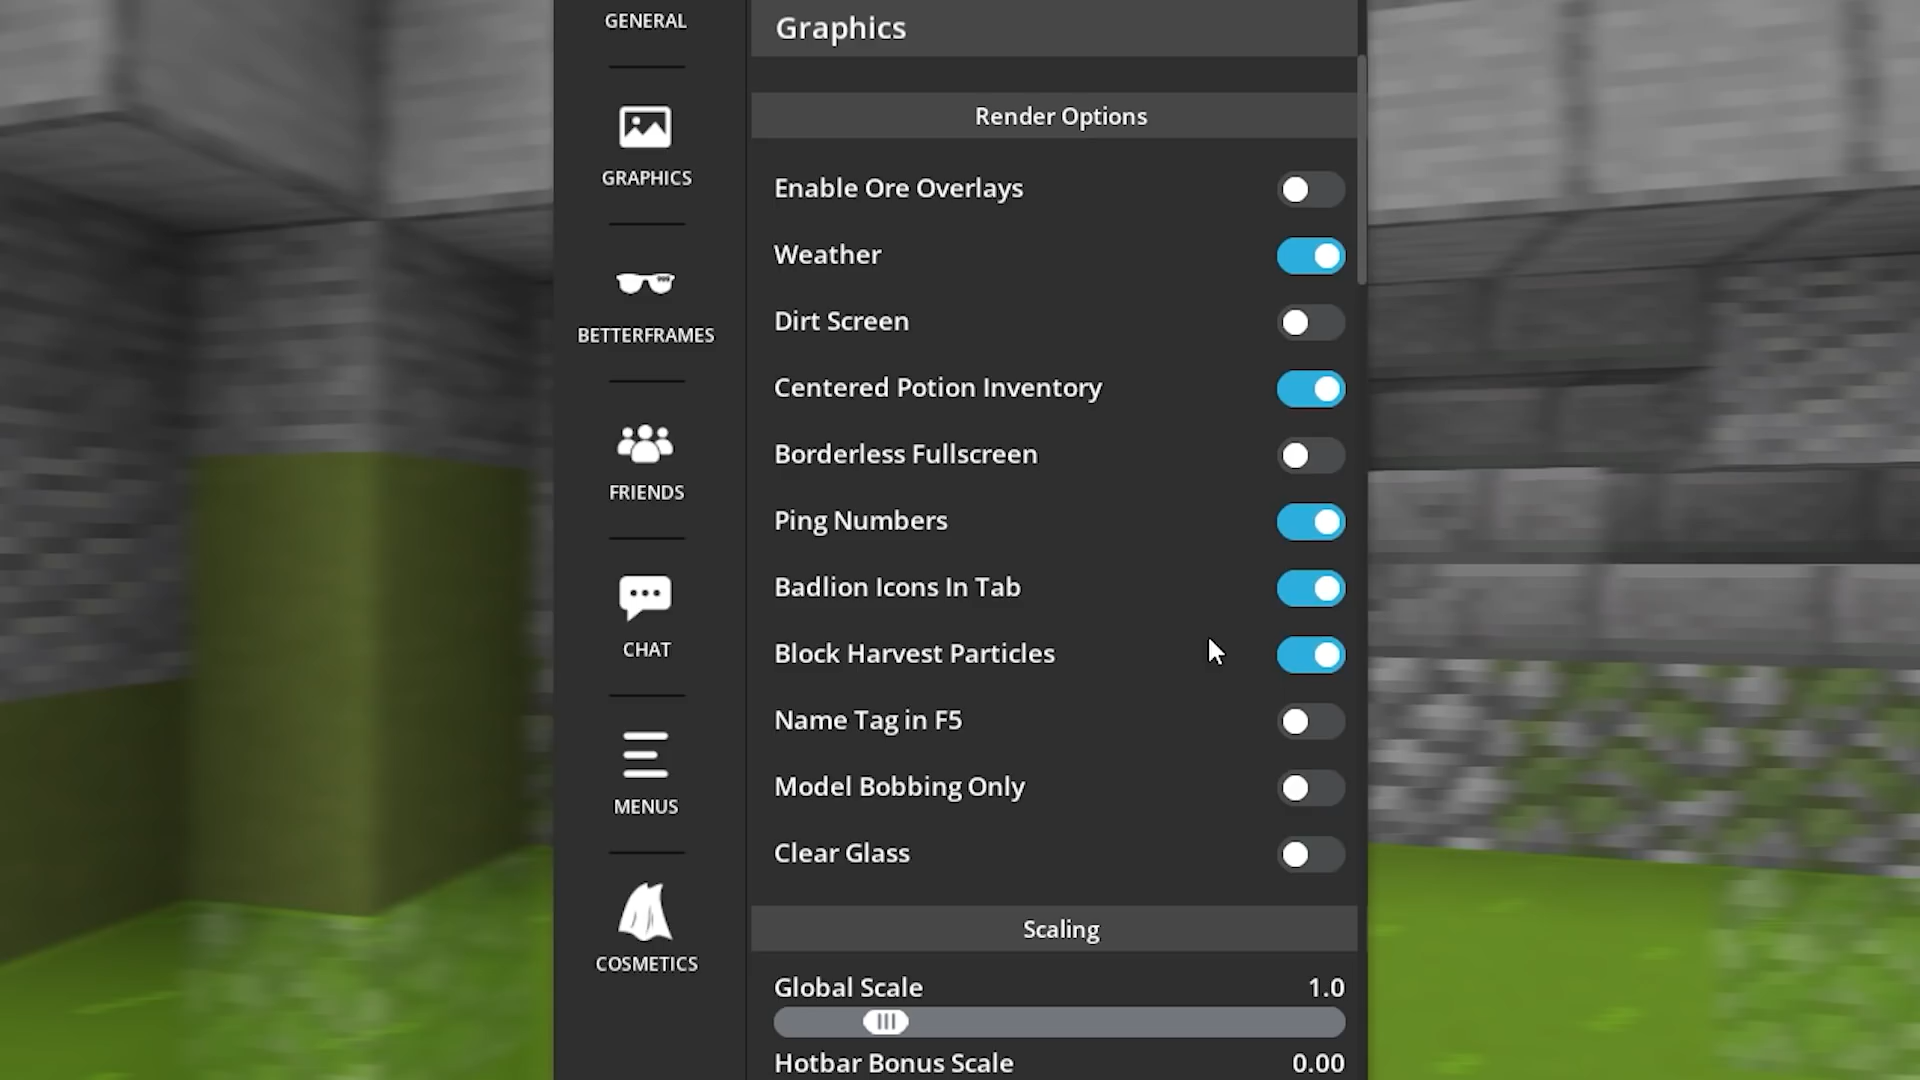 GENERAL
GRAPHICS
BETTERFRAMES
FRIENDS
CHAT
MENUS
COSMETICS
Graphics
Render Options
Enable Ore Overlays
Weather
Dirt Screen
Centered Potion Inventory
Borderless Fullscreen
Ping Numbers
Badlion Icons In Tab
Block Harvest Particles
Name Tag in F5
Model Bobbing Only
Clear Glass
Scaling
Global Scale 1.0
Hotbar Bonus Scale 0.00